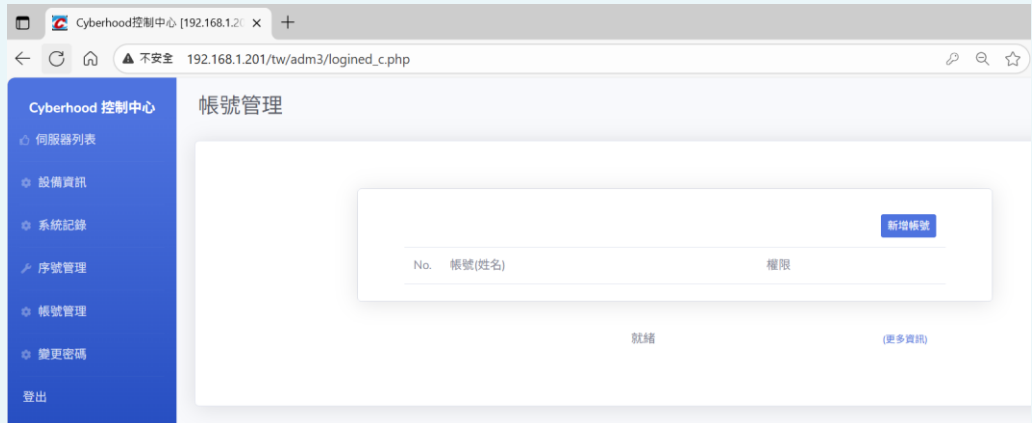 Cyberhood控制中心 [192.168.1.20
不安全 192.168.1.201/tw/adm3/logined_c.php
Cyberhood 控制中心
伺服器列表
設備資訊
系統記錄
序號管理
帳號管理
變更密碼
登出
帳號管理
新增帳號
No. 帳號(姓名) 權限
就緒 (更多資訊)